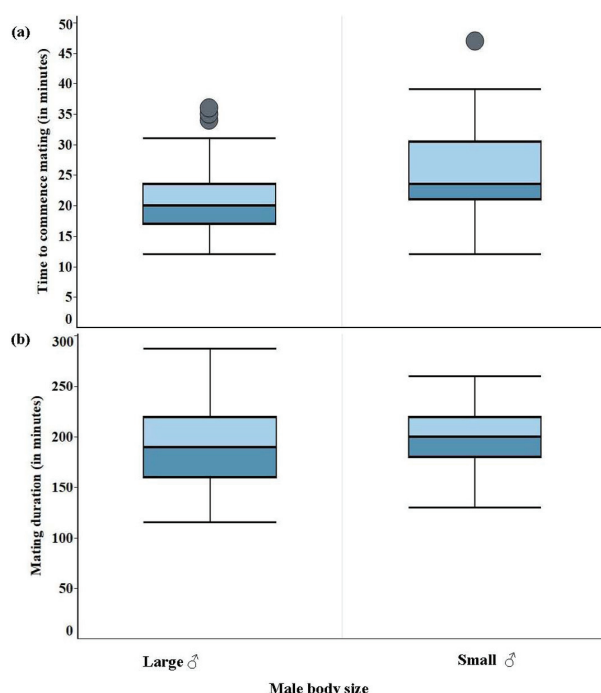 (a)
Time to commence mating (in minutes)
50
45
40
35
30
25
20
15
10
5
0
(b)
Mating duration (in minutes)
300
250
200
150
100
50
0
Large ♂
Small ♂
Male body size